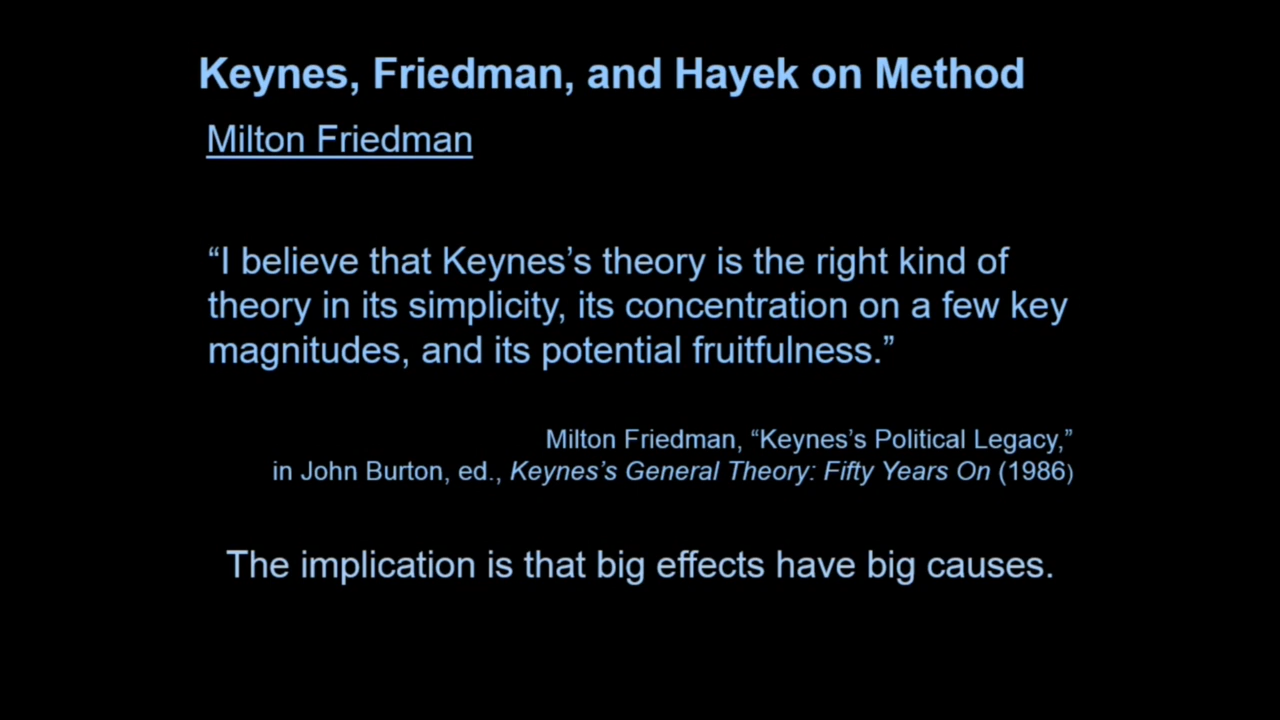 Keynes, Friedman, and Hayek on Method
Milton Friedman
“I believe that Keynes’s theory is the right kind of
theory in its simplicity, its concentration on a few key
magnitudes, and its potential fruitfulness.”
Milton Friedman, “Keynes’s Political Legacy,”
in John Burton, ed., Keynes’s General Theory: Fifty Years On (1986)
The implication is that big effects have big causes.